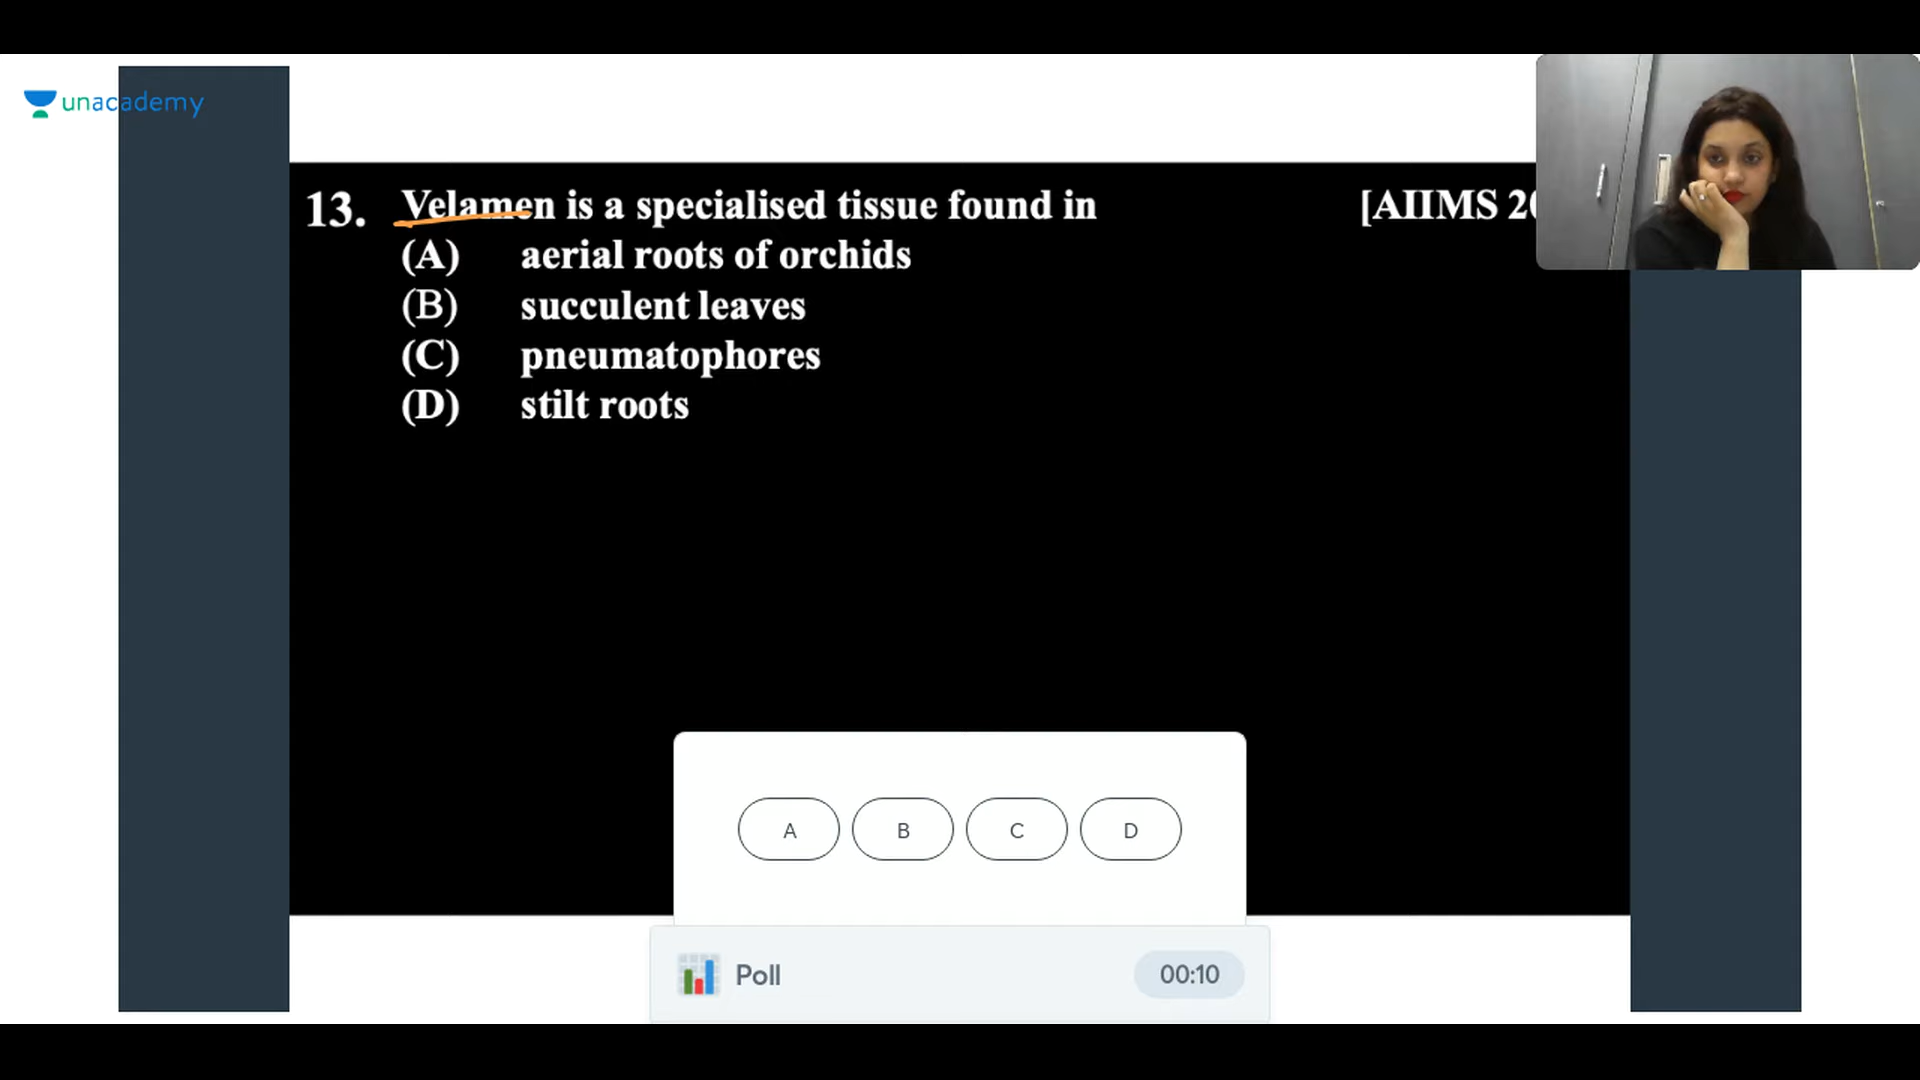 unacademy
13. Velamen is a specialised tissue found in [AIIMS
(A) aerial roots of orchids
(B) succulent leaves
(C) pneumatophores
(D) stilt roots
A B C D
Poll 00:10